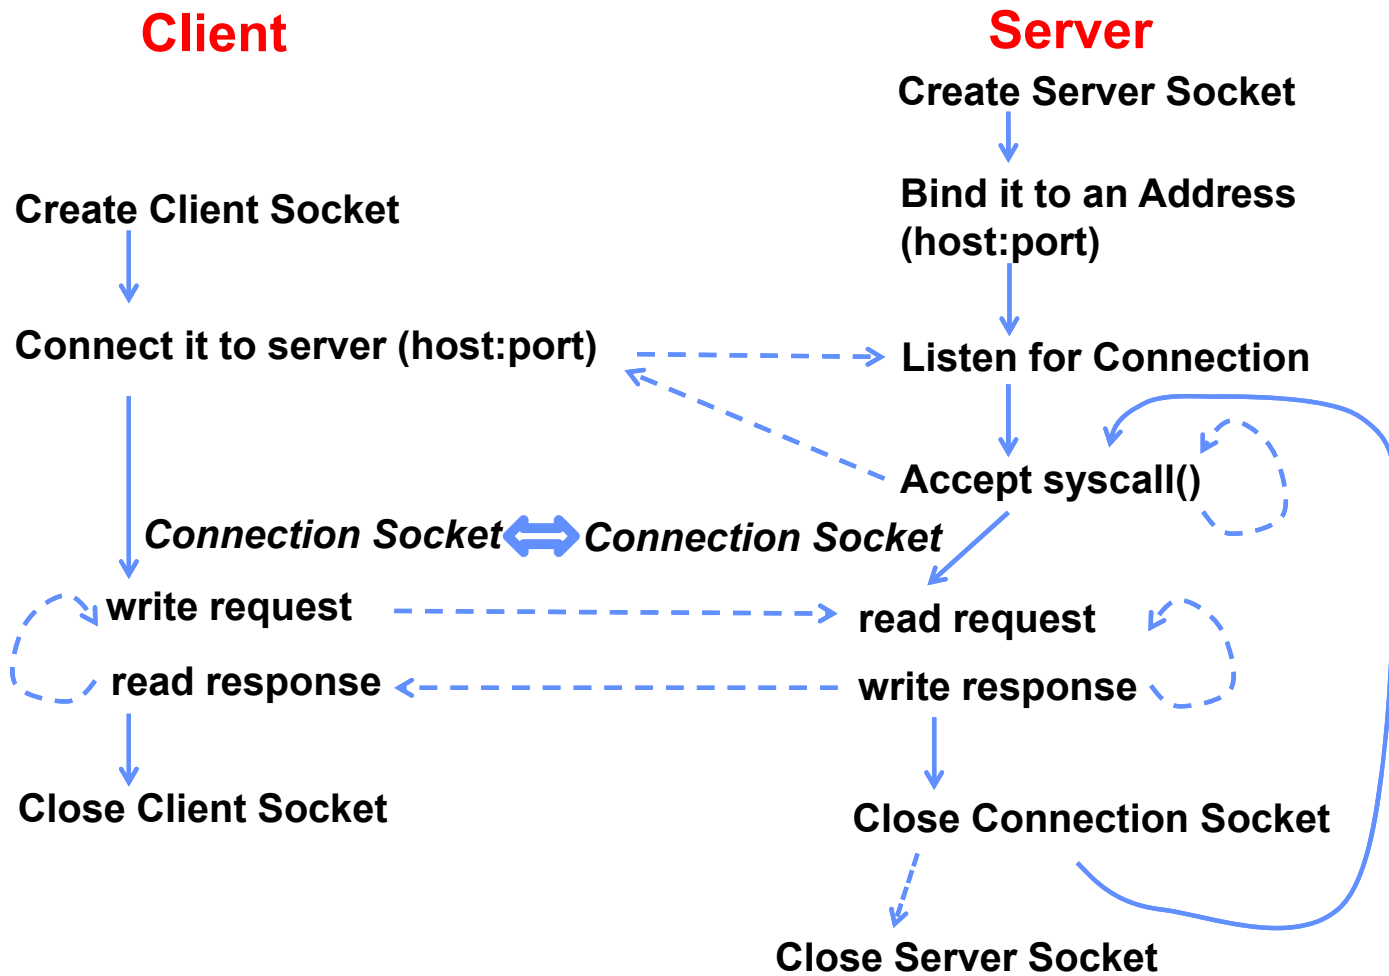 Client
Server
Create Server Socket
Create Client Socket
Bind it to an Address
(host:port)
Connect it to server (host:port)
Listen for Connection
Accept syscall()
Connection Socket
Connection Socket
write request
read request
read response
write response
Close Client Socket
Close Connection Socket
Close Server Socket